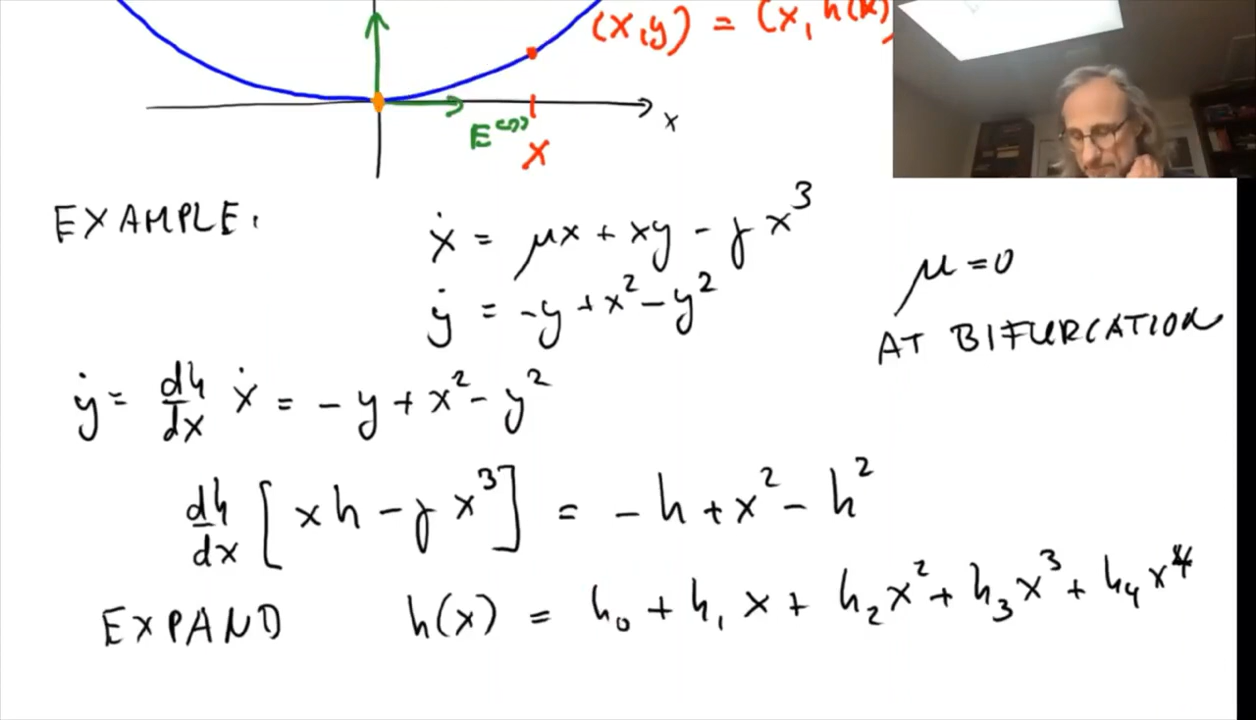 (x,y) = (x, h(x)
x
E^(c)
x
EXAMPLE:
ẋ = μx + xy - γx³
ẏ = -y + x² - y²
μ = 0
AT BIFURCATION
ẏ = dh/dx ẋ = -y + x² - y²
dh/dx [xh - γx³] = -h + x² - h²
EXPAND h(x) = h₀ + h₁x + h₂x² + h₃x³ + h₄x⁴